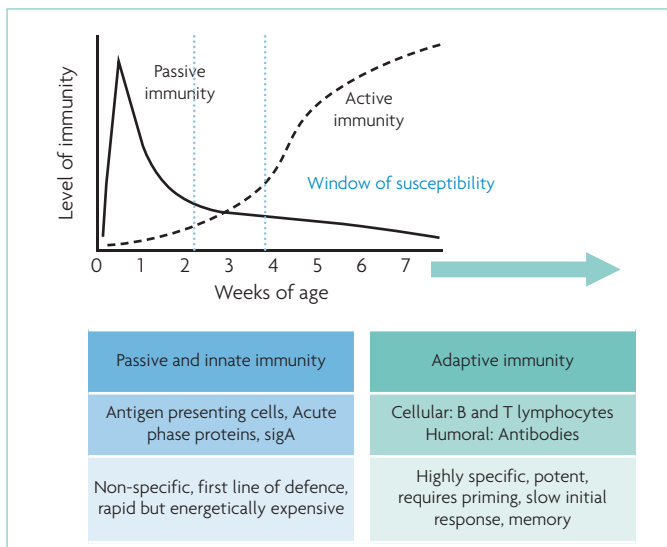 Level of immunity
Passive
immunity
Active
immunity
Window of susceptibility
0 1 2 3 4 5 6 7
Weeks of age
Passive and innate immunity
Antigen presenting cells, Acute
phase proteins, sigA
Non-specific, first line of defence,
rapid but energetically expensive
Adaptive immunity
Cellular: B and T lymphocytes
Humoral: Antibodies
Highly specific, potent,
requires priming, slow initial
response, memory